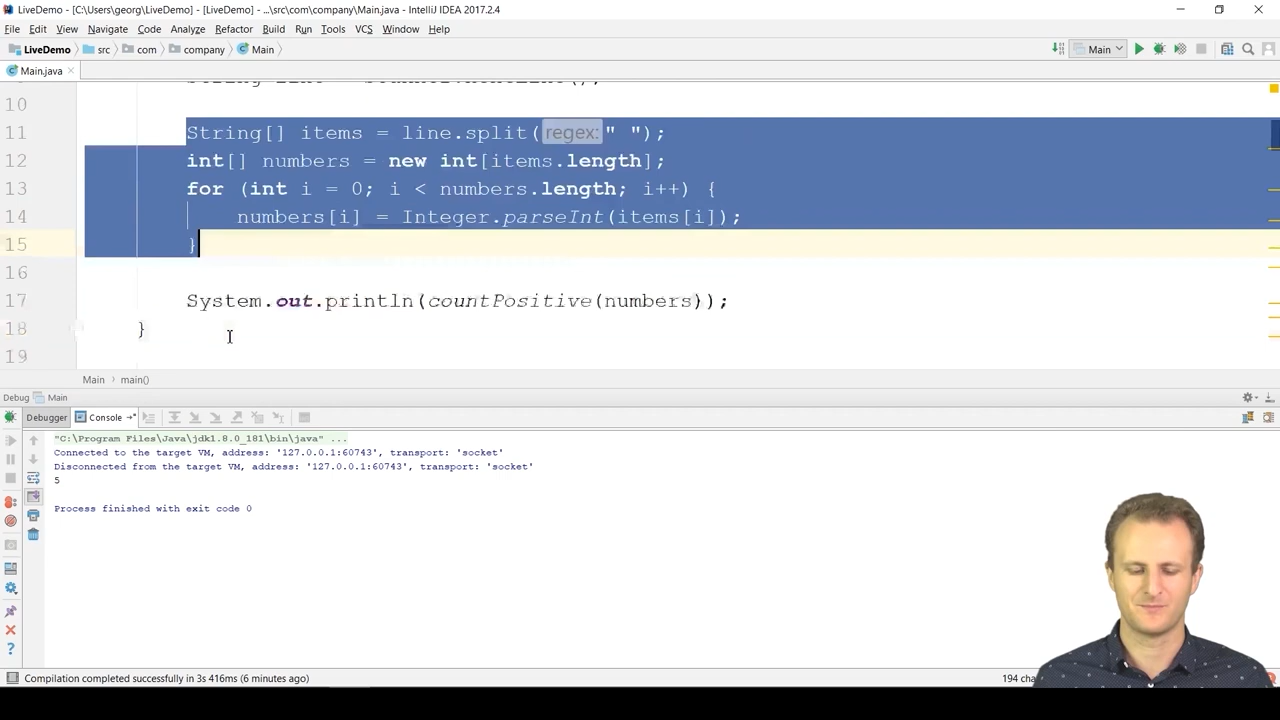 LiveDemo - [C:\Users\georg\LiveDemo] - [LiveDemo] - ...\src\com\company\Main.java - IntelliJ IDEA 2017.2.4
File Edit View Navigate Code Analyze Refactor Build Run Tools VCS Window Help
LiveDemo src com company Main Main
Main.java
10
11 String[] items = line.split(regex: " ");
12 int[] numbers = new int[items.length];
13 for (int i = 0; i < numbers.length; i++) {
14 numbers[i] = Integer.parseInt(items[i]);
15 }
16
17 System.out.println(countPositive(numbers));
18 }
19
Main main()
Debug Main
Debugger Console
"C:\Program Files\Java\jdk1.8.0_181\bin\java" ...
Connected to the target VM, address: '127.0.0.1:60743', transport: 'socket'
Disconnected from the target VM, address: '127.0.0.1:60743', transport: 'socket'
5
Process finished with exit code 0
Compilation completed successfully in 3s 416ms (6 minutes ago) 194